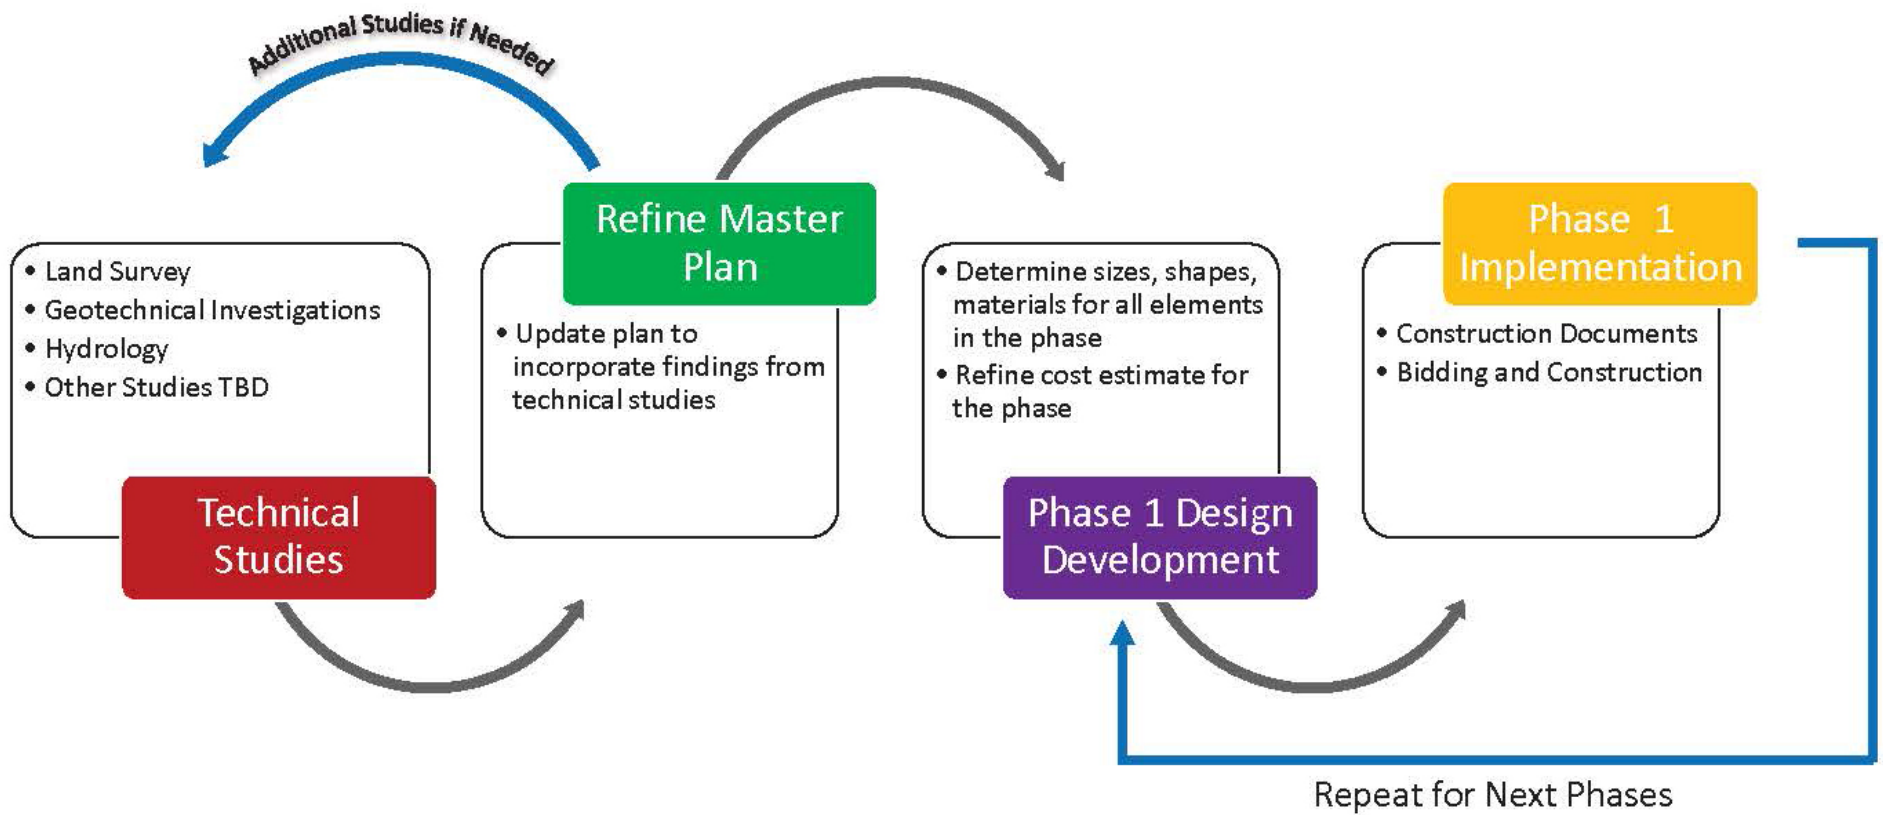 Additional Studies if Needed
• Land Survey
• Geotechnical Investigations
• Hydrology
• Other Studies TBD
Technical
Studies
Refine Master
Plan
• Update plan to
incorporate findings from
technical studies
• Determine sizes, shapes,
materials for all elements
in the phase
• Refine cost estimate for
the phase
Phase 1 Design
Development
Phase 1
Implementation
• Construction Documents
• Bidding and Construction
Repeat for Next Phases